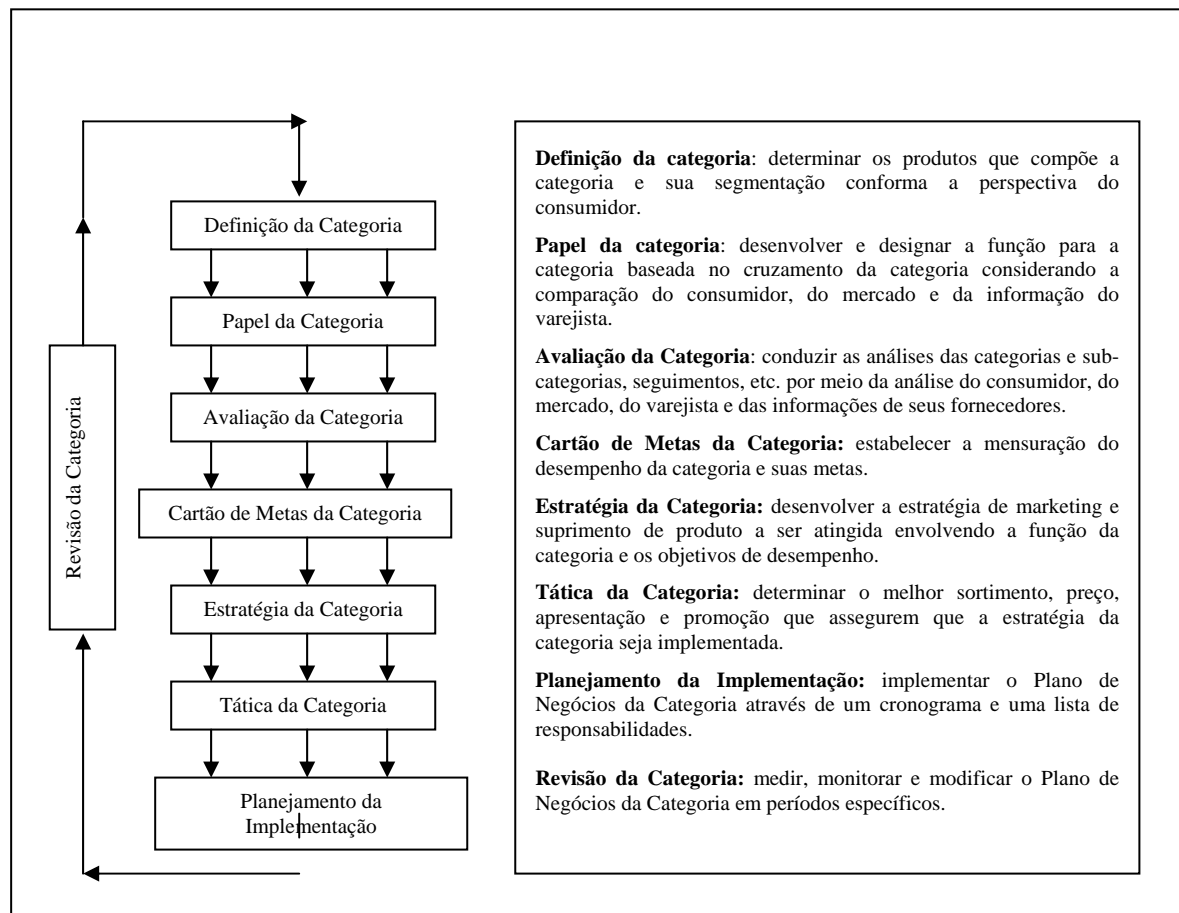 Definição da Categoria
Papel da Categoria
Avaliação da Categoria
Cartão de Metas da Categoria
Estratégia da Categoria
Tática da Categoria
Planejamento da
Implementação
Revisão da Categoria
Definição da categoria: determinar os produtos que compõe a
categoria e sua segmentação conforma a perspectiva do
consumidor.
Papel da categoria: desenvolver e designar a função para a
categoria baseada no cruzamento da categoria considerando a
comparação do consumidor, do mercado e da informação do
varejista.
Avaliação da Categoria: conduzir as análises das categorias e sub-
categorias, seguimentos, etc. por meio da análise do consumidor, do
mercado, do varejista e das informações de seus fornecedores.
Cartão de Metas da Categoria: estabelecer a mensuração do
desempenho da categoria e suas metas.
Estratégia da Categoria: desenvolver a estratégia de marketing e
suprimento de produto a ser atingida envolvendo a função da
categoria e os objetivos de desempenho.
Tática da Categoria: determinar o melhor sortimento, preço,
apresentação e promoção que assegurem que a estratégia da
categoria seja implementada.
Planejamento da Implementação: implementar o Plano de
Negócios da Categoria através de um cronograma e uma lista de
responsabilidades.
Revisão da Categoria: medir, monitorar e modificar o Plano de
Negócios da Categoria em períodos específicos.